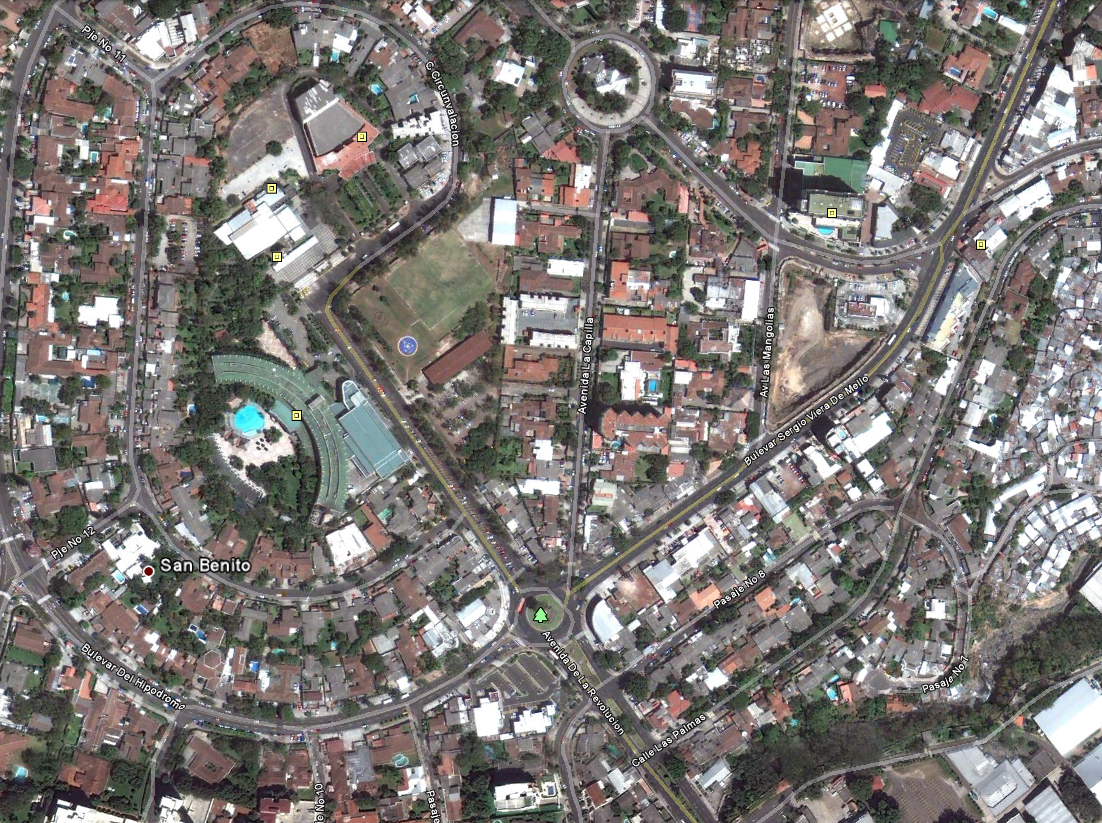 Pje No 11
C Circunvalacion
Avenida La Capilla
Av Las Mangolias
Bulevar Sergio Viera De Mello
Pje No 12
San Benito
Pasaje No 8
Avenida De La Revolucion
Bulevar Del Hipodromo
Pasaje No 7
Calle Las Palmas
je No 10
Pasaje